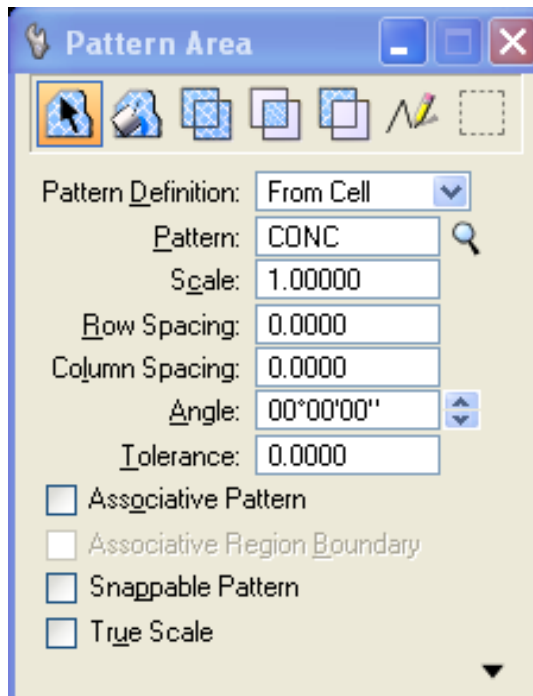 Pattern Area
Pattern Definition: From Cell
Pattern: CONC
Scale: 1.00000
Row Spacing: 0.0000
Column Spacing: 0.0000
Angle: 00°00'00"
Tolerance: 0.0000
Associative Pattern
Associative Region Boundary
Snappable Pattern
True Scale